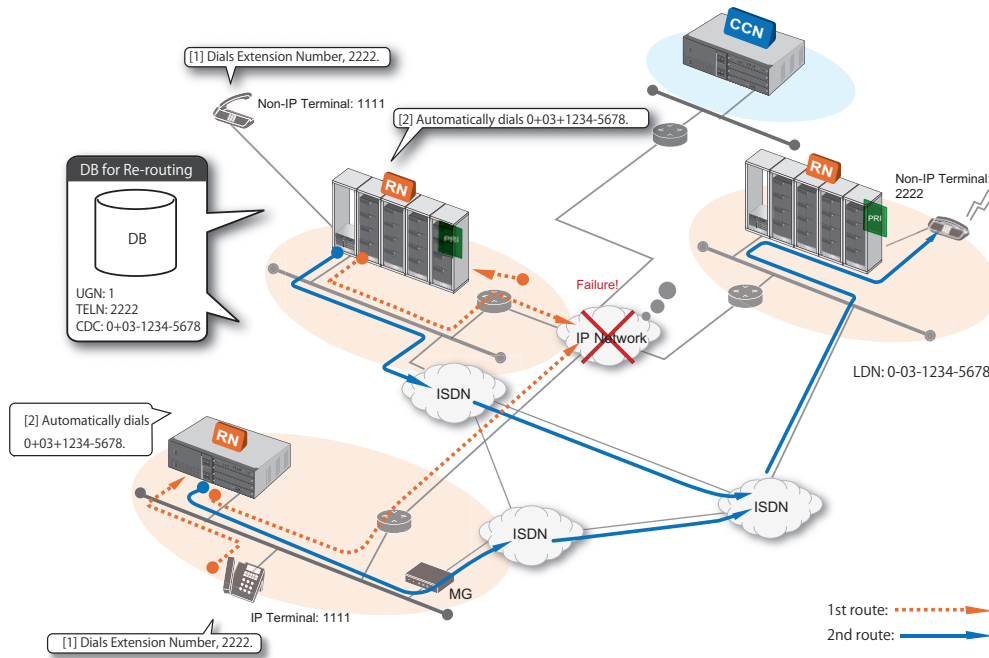 CCN
[1] Dials Extension Number, 2222.
Non-IP Terminal: 1111
[2] Automatically dials 0+03+1234-5678.
DB for Re-routing
DB
UGN: 1
TELN: 2222
CDC: 0+03-1234-5678
RN
PRI
RN
PRI
Non-IP Terminal:
2222
Failure!
IP Network
LDN: 0-03-1234-5678
ISDN
[2] Automatically dials
0+03+1234-5678.
RN
ISDN
ISDN
MG
IP Terminal: 1111
[1] Dials Extension Number, 2222.
1st route:
2nd route: